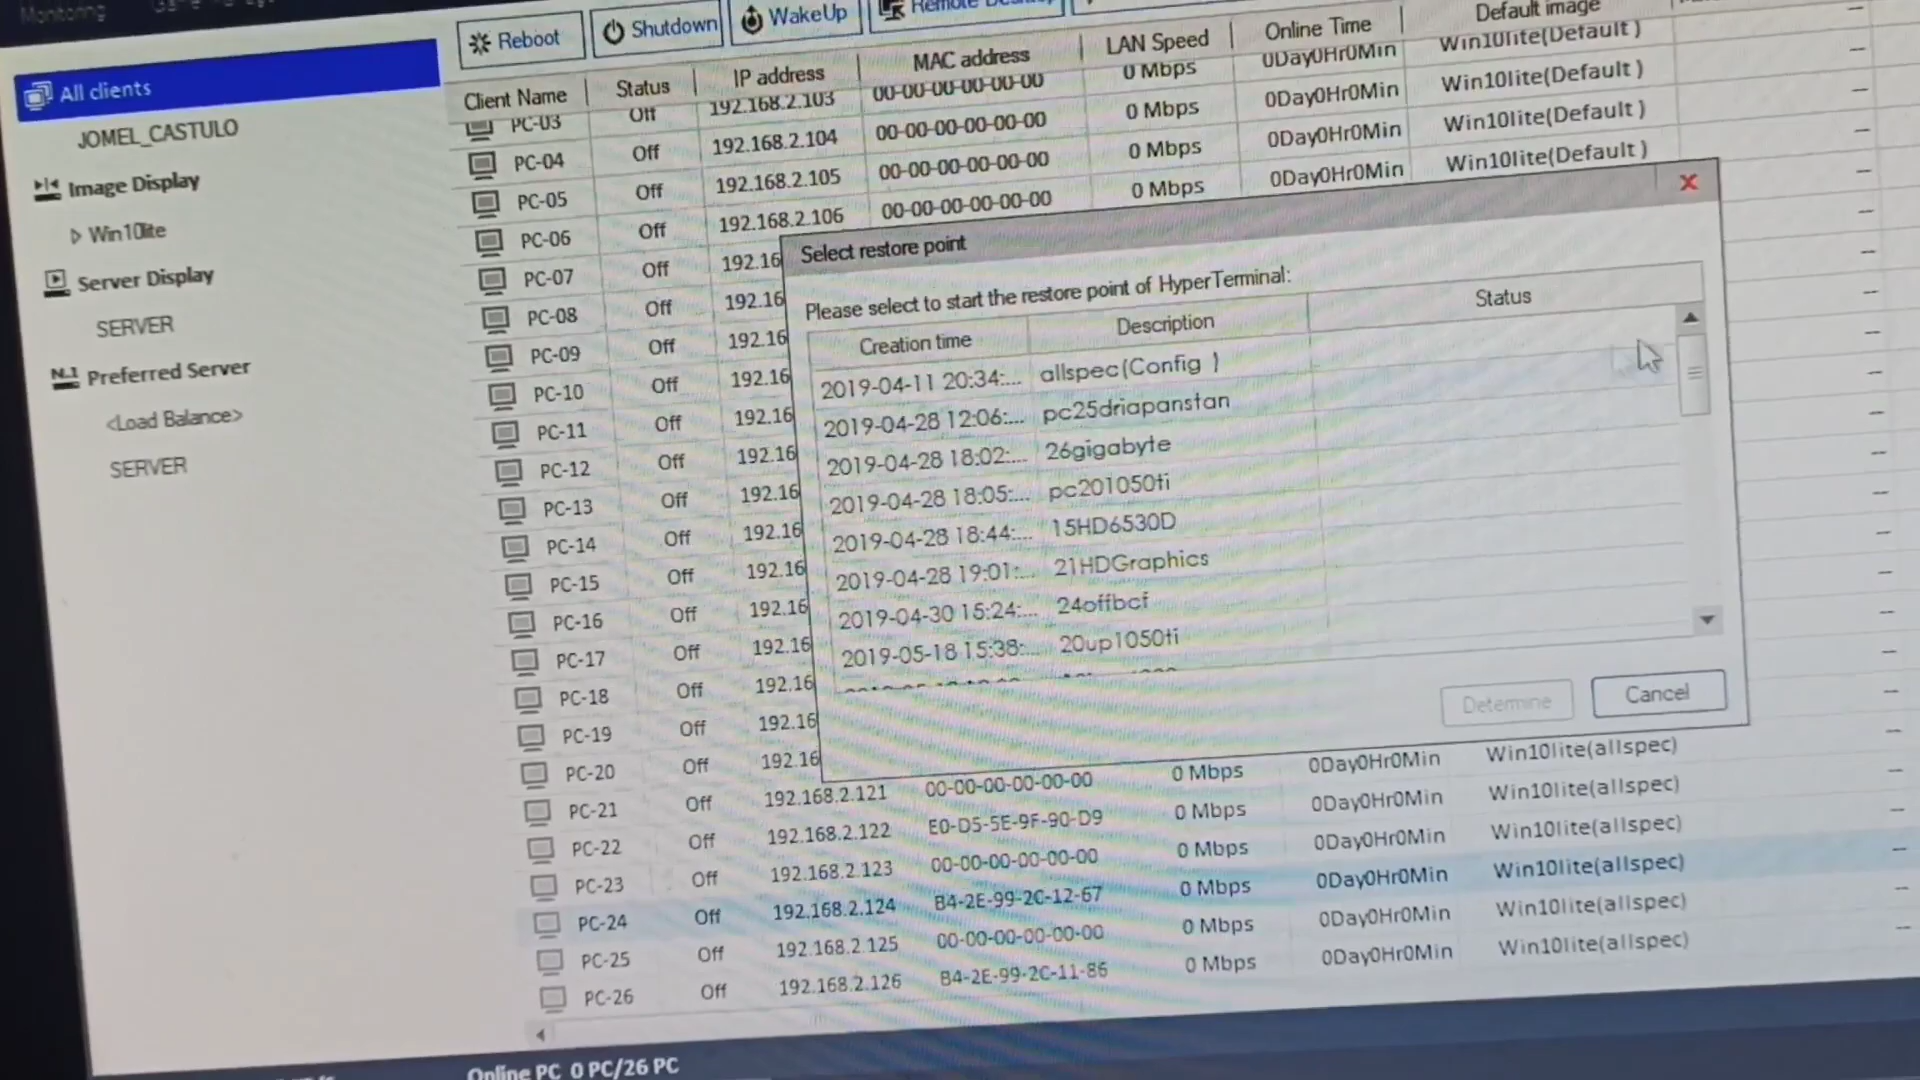 Monitoring
Reboot
Shutdown
WakeUp
Remote Desktop
All clients
JOMEL_CASTULO
Image Display
Win10lite
Server Display
SERVER
Preferred Server
<Load Balance>
SERVER
Client Name Status IP address MAC address LAN Speed Online Time Default image
PC-03 Off 192.168.2.103 00-00-00-00-00-00 0 Mbps 0Day0Hr0Min Win10lite(Default )
PC-04 Off 192.168.2.104 00-00-00-00-00-00 0 Mbps 0Day0Hr0Min Win10lite(Default )
PC-05 Off 192.168.2.105 00-00-00-00-00-00 0 Mbps 0Day0Hr0Min Win10lite(Default )
PC-06 Off 192.168.2.106 00-00-00-00-00-00 0 Mbps 0Day0Hr0Min Win10lite(Default )
PC-07 Off 192.16
PC-08 Off 192.16
PC-09 Off 192.16
PC-10 Off 192.16
PC-11 Off 192.16
PC-12 Off 192.16
PC-13 Off 192.16
PC-14 Off 192.16
PC-15 Off 192.16
PC-16 Off 192.16
PC-17 Off 192.16
PC-18 Off 192.16
PC-19 Off 192.16
PC-20 Off 192.16
PC-21 Off 192.168.2.121 00-00-00-00-00-00 0 Mbps 0Day0Hr0Min Win10lite(allspec)
PC-22 Off 192.168.2.122 E0-D5-5E-9F-90-D9 0 Mbps 0Day0Hr0Min Win10lite(allspec)
PC-23 Off 192.168.2.123 00-00-00-00-00-00 0 Mbps 0Day0Hr0Min Win10lite(allspec)
PC-24 Off 192.168.2.124 B4-2E-99-2C-12-67 0 Mbps 0Day0Hr0Min Win10lite(allspec)
PC-25 Off 192.168.2.125 00-00-00-00-00-00 0 Mbps 0Day0Hr0Min Win10lite(allspec)
PC-26 Off 192.168.2.126 B4-2E-99-2C-11-86 0 Mbps 0Day0Hr0Min Win10lite(allspec)
Select restore point
Please select to start the restore point of HyperTerminal:
Creation time Description Status
2019-04-11 20:34:... allspec(Config )
2019-04-28 12:06:... pc25driapanstan
2019-04-28 18:02:... 26gigabyte
2019-04-28 18:05:... pc201050ti
2019-04-28 18:44:... 15HD6530D
2019-04-28 19:01:... 21HDGraphics
2019-04-30 15:24:... 24offbcf
2019-05-18 15:38:... 20up1050ti
Determine Cancel
Online PC 0 PC/26 PC